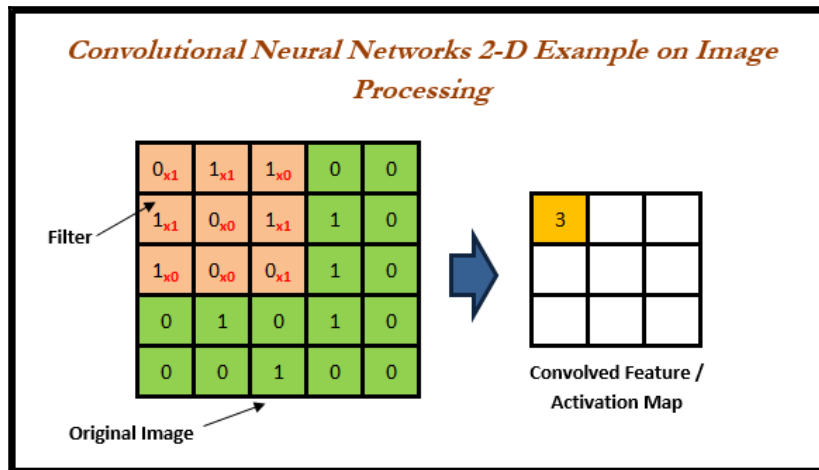 Convolutional Neural Networks 2-D Example on Image
Processing
0x1 1x1 1x0 0 0
1x1 0x0 1x1 1 0
1x0 0x0 0x1 1 0
0 1 0 1 0
0 0 1 0 0
Filter
Original Image
3
Convolved Feature /
Activation Map